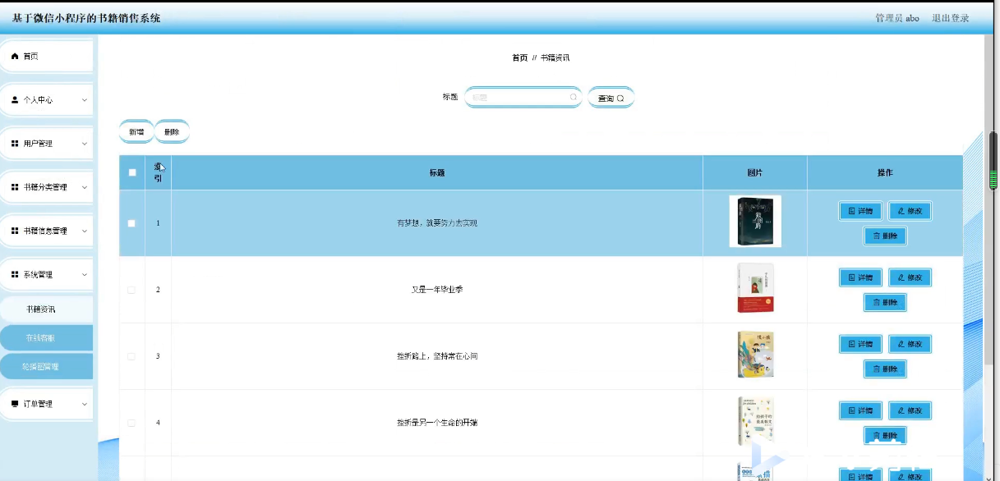 基于微信小程序的书籍销售系统
管理员 abo 退出登录
首页
个人中心
用户管理
书籍分类管理
书籍信息管理
系统管理
书籍资讯
在线客服
轮播图管理
订单管理
首页 // 书籍资讯
标题 标题 查询
新增 删除
索引 标题 图片 操作
1 有梦想，就要努力去实现 详情 修改
删除
2 又是一年毕业季 详情 修改
删除
3 挫折路上，坚持常在心间 详情 修改
删除
4 挫折是另一个生命的开端 详情 修改
删除
详情 修改